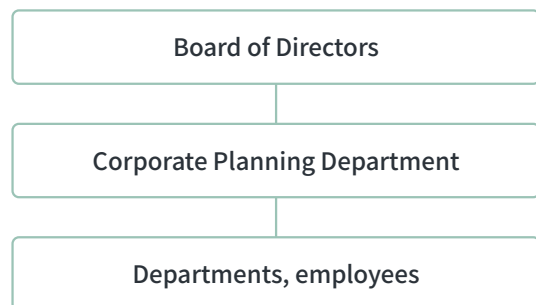 Board of Directors
Corporate Planning Department
Departments, employees